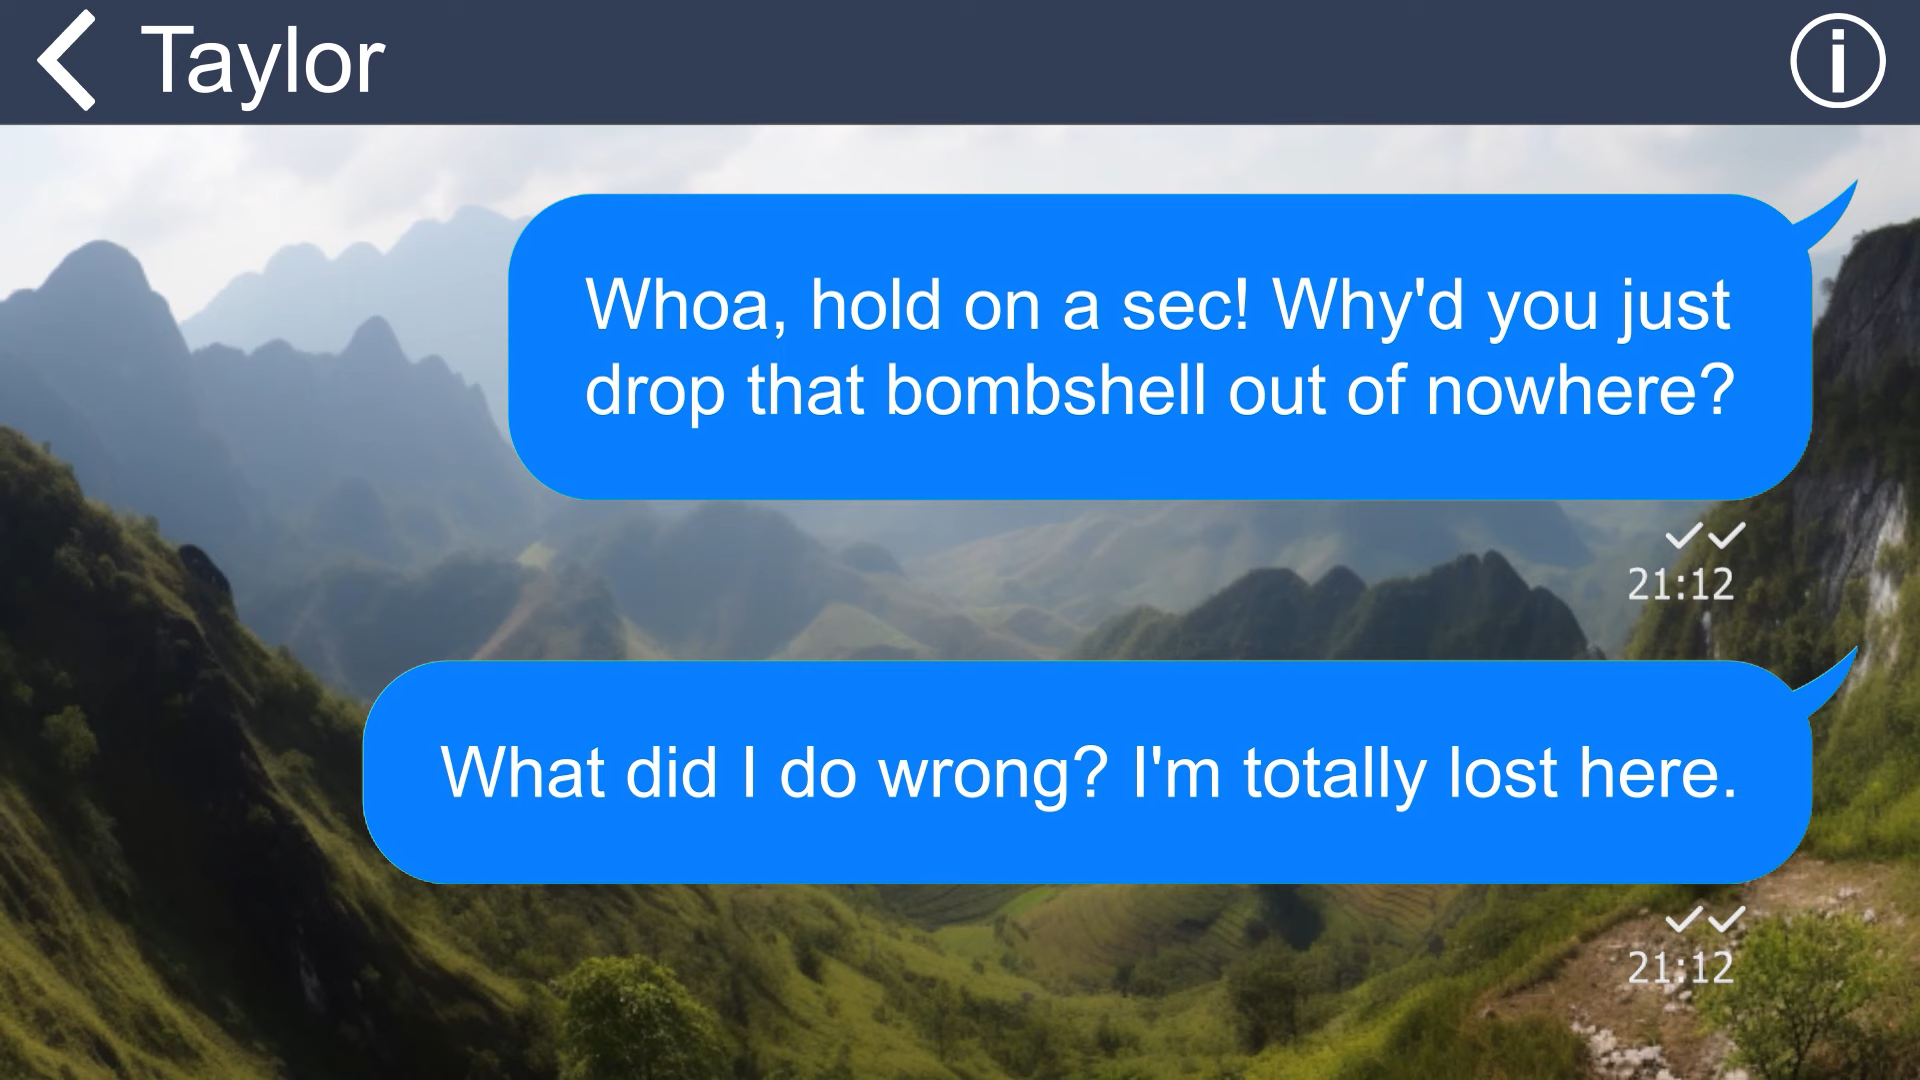 Taylor
Whoa, hold on a sec! Why'd you just
drop that bombshell out of nowhere?
21:12
What did I do wrong? I'm totally lost here.
21:12